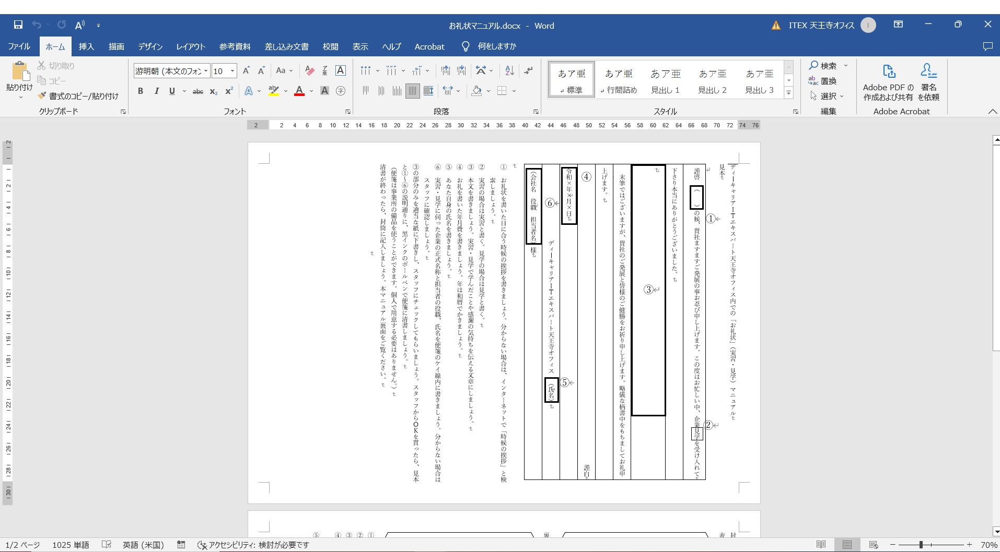 お礼状マニュアル.docx - Word
ITEX 天王寺オフィス
I
ファイル ホーム 挿入 描画 デザイン レイアウト 参考資料 差し込み文書 校閲 表示 ヘルプ Acrobat 何をしますか
貼り付け
切り取り
コピー
書式のコピー/貼り付け
クリップボード
游明朝 (本文のフォン 10
フォント
段落
あア亜 標準
あア亜 行間詰め
あア亜 見出し 1
あア亜 見出し 2
あア亜 見出し 3
スタイル
検索
置換
選択
編集
Adobe PDF の
作成および共有
署名
を依頼
Adobe Acrobat
2 2 4 6 8 10 12 14 16 18 20 22 24 26 28 30 32 34 36 38 40 42 44 46 48 50 52 54 56 58 60 62 64 66 68 70 72 74 76
2 2 4 6 8 10 12 14 16 18 20 22 24 26 28 30
ディーキャリアＩＴエキスパート天王寺オフィス内での「お礼状」（実習・見学）マニュアル
見本
①
②
謹啓（　）の候、貴社ますますご発展の事お忍び申し上げます。この度はお忙しい中、企業見学を受け入れて
下さり本当にありがとうございました。
③
末筆ではございますが、貴社のご発展と皆様のご健勝をお祈り申し上げます。略儀な柄書中をもちましてお礼申
上げます。
④
謹白
令和×年×月×日
⑤
⑥
ディーキャリアＩＴエキスパート天王寺オフィス （氏名）
（会社名　役職　担当者名）様
①　お礼状を書いた日に合う時候の挨拶を書きましょう。分からない場合は、インターネットで「時候の挨拶」と検
索しましょう。
②　実習の場合は実習と書く。見学の場合は見学と書く。
③　本文を書きましょう。実習・見学で学んだことや感謝の気持ちを伝える文章にしましょう。
④　お礼を書いた年月費を書きましょう。年は和暦でかきましょう。
⑤　あなた自身の氏名を書きましょう。
⑥　実習・見学に伺った企業の正式名称と担当者の役職、氏名を便箋のケイ線内に書きましょう。分からない場合は
スタッフに確認しましょう。
③の部分のみを適当な紙に下書きし、スタッフにチェックしてもらいましょう。スタッフからＯＫを貰ったら、見本
と①〜⑥の説明通りに、黒インクのボールペンで便箋に清書しましょう。
（便箋は事業所の備品を使うことができます。個人で用意する必要はありません。）
清書が終わったら、封筒に記入しましょう。本マニュアル裏面をご覧ください。
封
表
裏
①
②
③
④
⑤
1/2 ページ 1025 単語 英語 (米国) アクセシビリティ: 検討が必要です 70%